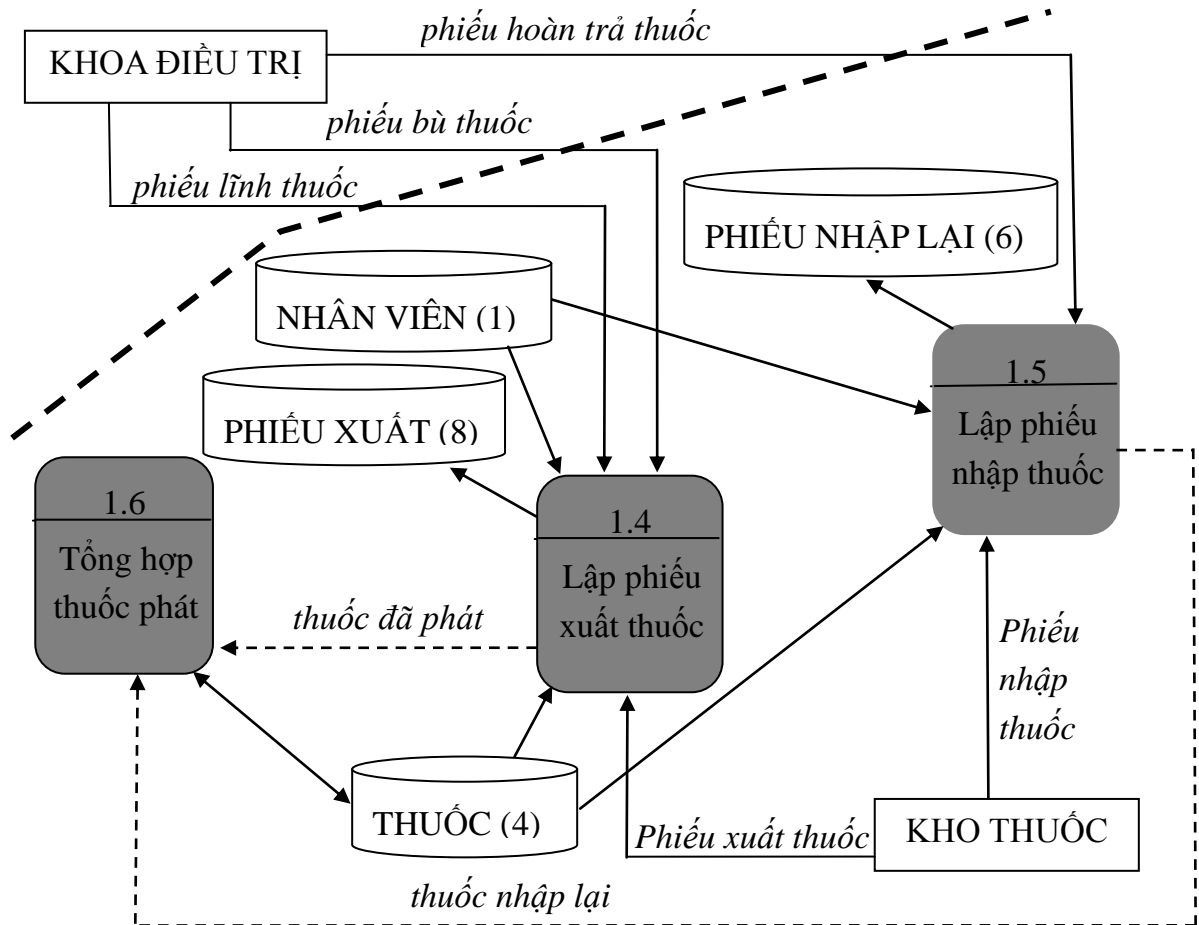 phiếu hoàn trả thuốc
KHOA ĐIỀU TRỊ
phiếu bù thuốc
phiếu lĩnh thuốc
PHIẾU NHẬP LẠI (6)
NHÂN VIÊN (1)
1.5
Lập phiếu
nhập thuốc
PHIẾU XUẤT (8)
1.6
Tổng hợp
thuốc phát
1.4
Lập phiếu
xuất thuốc
thuốc đã phát
Phiếu
nhập
thuốc
THUỐC (4)
Phiếu xuất thuốc
KHO THUỐC
thuốc nhập lại